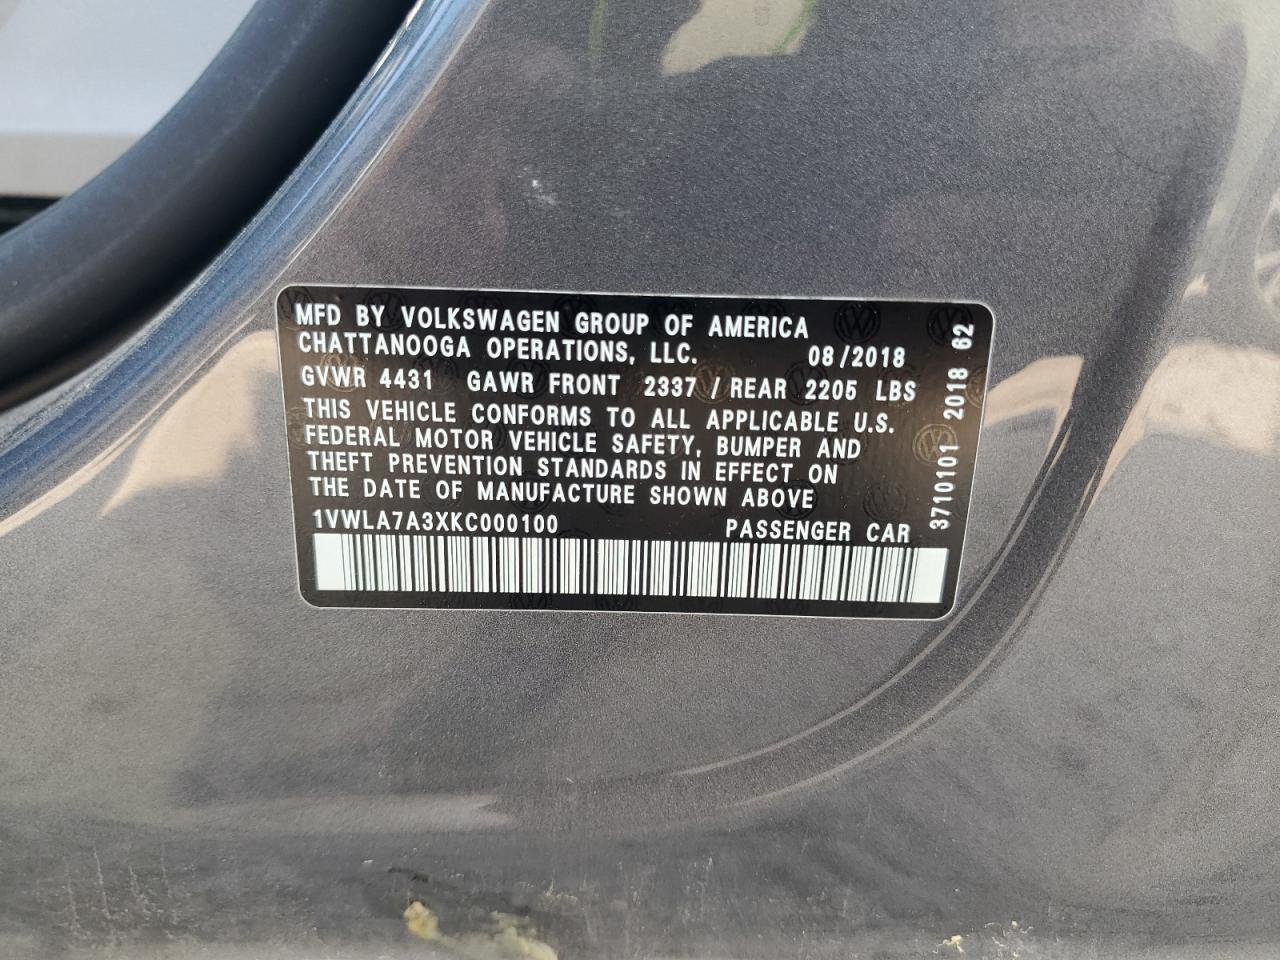 MFD BY VOLKSWAGEN GROUP OF AMERICA
CHATTANOOGA OPERATIONS, LLC. 08/2018
GVWR 4431 GAWR FRONT 2337 / REAR 2205 LBS
THIS VEHICLE CONFORMS TO ALL APPLICABLE U.S.
FEDERAL MOTOR VEHICLE SAFETY, BUMPER AND
THEFT PREVENTION STANDARDS IN EFFECT ON
THE DATE OF MANUFACTURE SHOWN ABOVE
1VWLA7A3XKC000100 PASSENGER CAR
3710101 2018 62